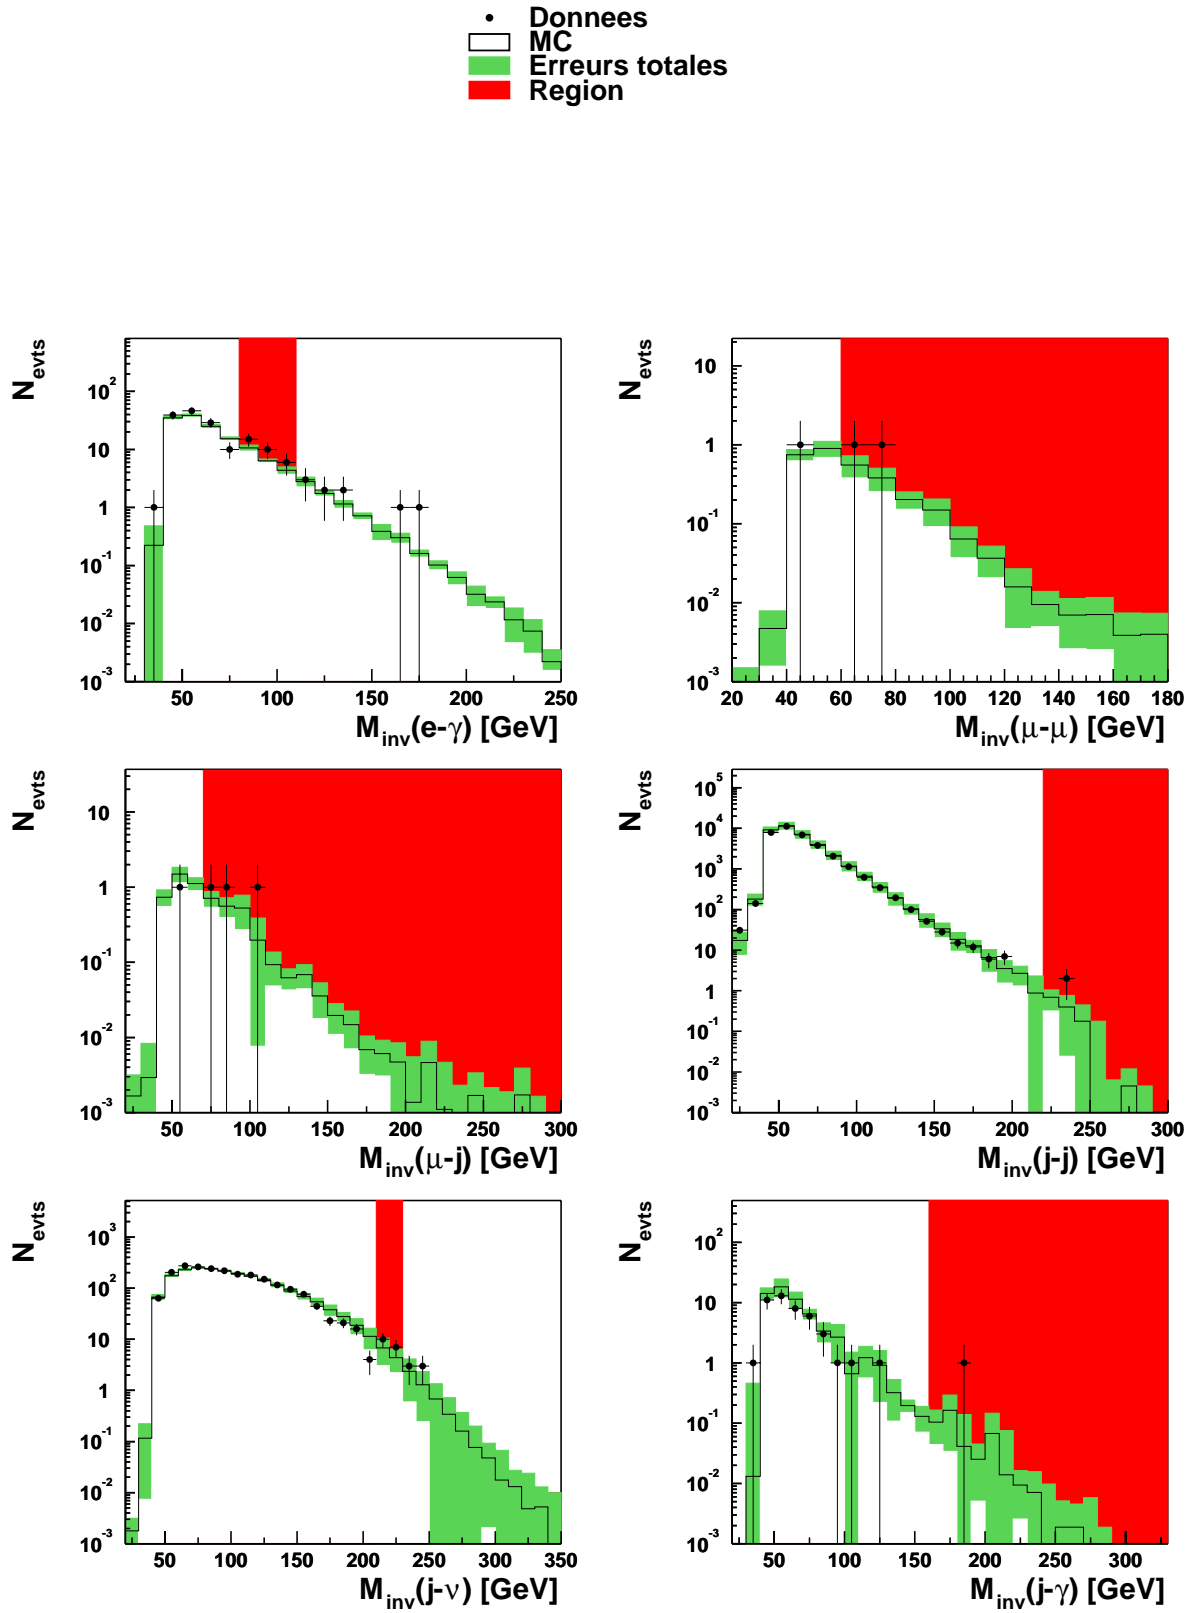 Donnees
MC
Erreurs totales
Region
N_evts
10^2
10
1
10^-1
10^-2
10^-3
50 100 150 200 250
M_inv(e-γ) [GeV]
N_evts
10
1
10^-1
10^-2
10^-3
20 40 60 80 100 120 140 160 180
M_inv(μ-μ) [GeV]
N_evts
10
1
10^-1
10^-2
10^-3
50 100 150 200 250 300
M_inv(μ-j) [GeV]
N_evts
10^5
10^4
10^3
10^2
10
1
10^-1
10^-2
10^-3
50 100 150 200 250 300
M_inv(j-j) [GeV]
N_evts
10^3
10^2
10
1
10^-1
10^-2
10^-3
50 100 150 200 250 300 350
M_inv(j-ν) [GeV]
N_evts
10^2
10
1
10^-1
10^-2
10^-3
50 100 150 200 250 300
M_inv(j-γ) [GeV]